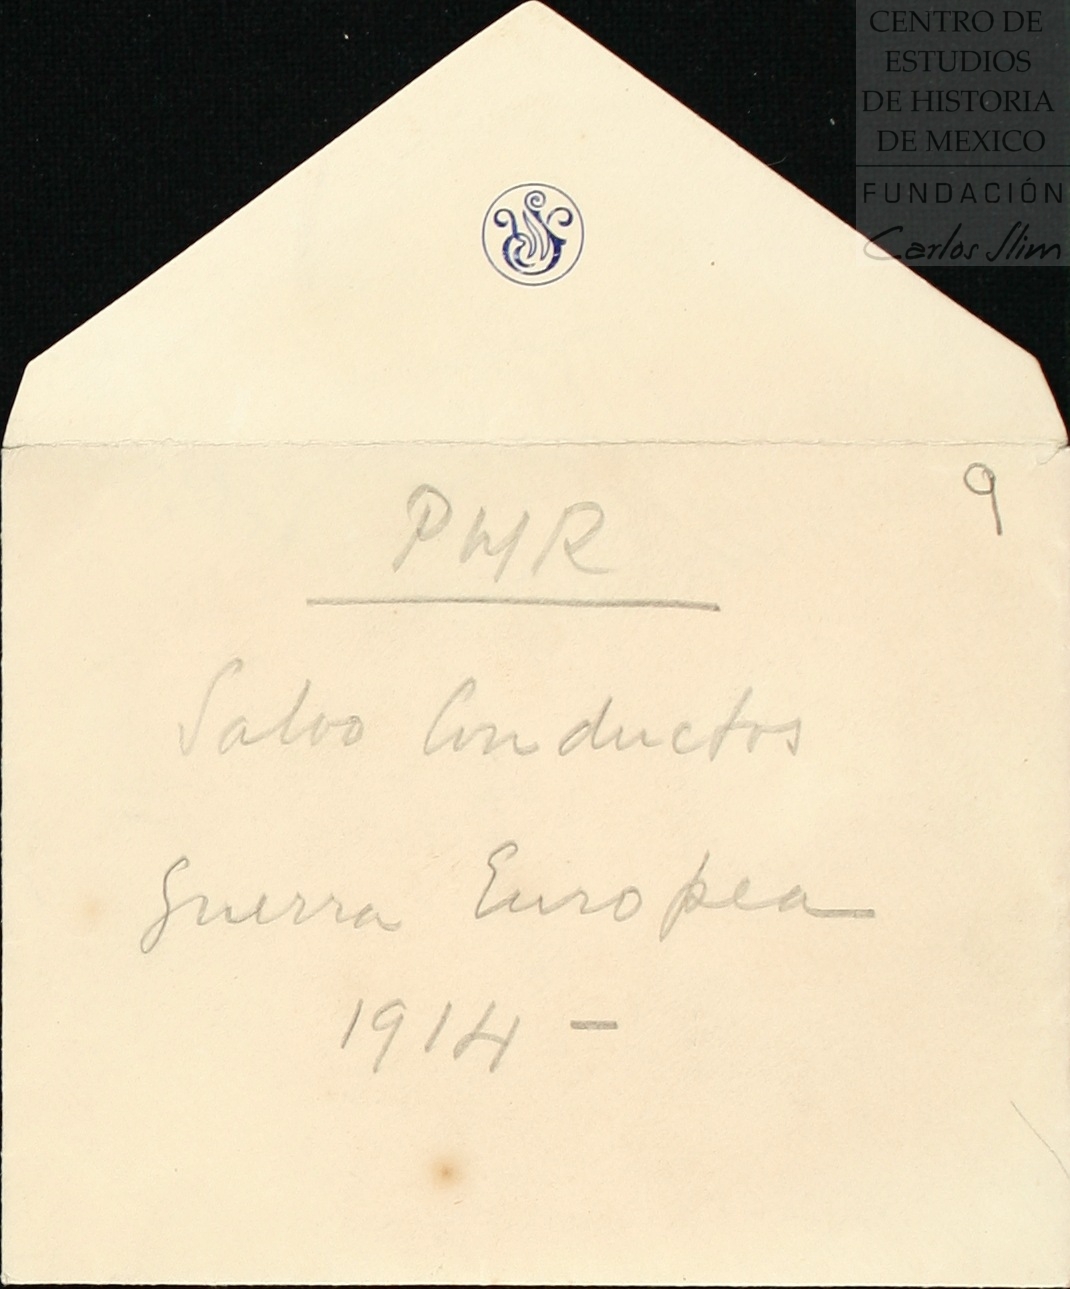 CENTRO DE
ESTUDIOS
DE HISTORIA
DE MEXICO
FUNDACIÓN
Carlos Slim
9
PMR
Salvo Conductos
Guerra Europea
1914 -